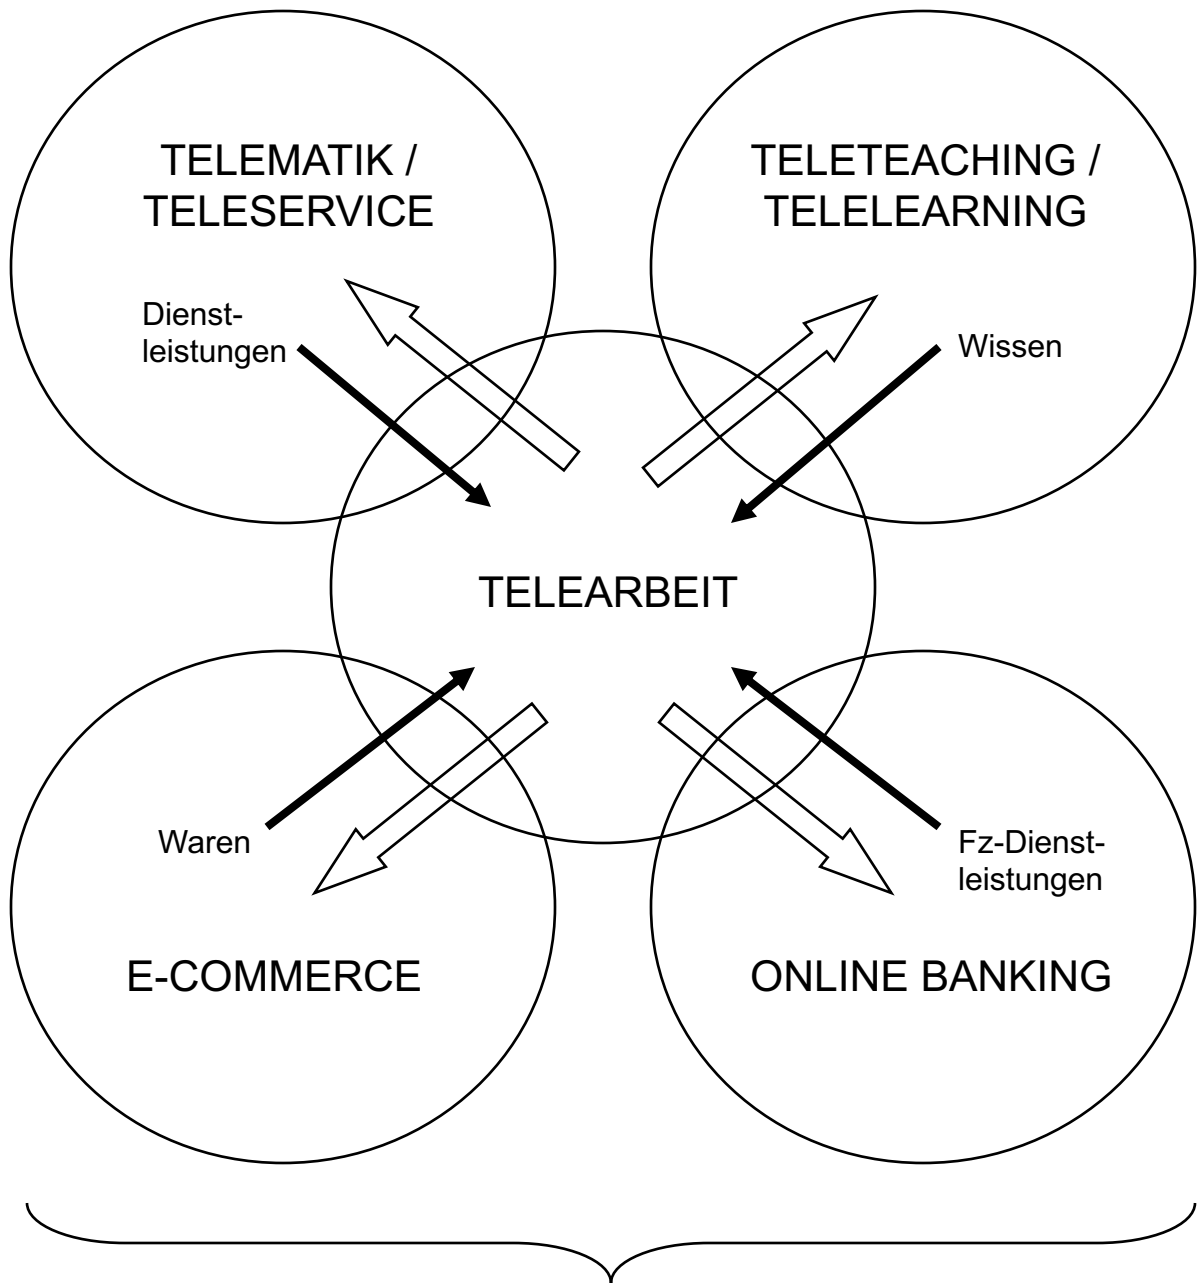 TELEMATIK /
TELESERVICE
Dienst-
leistungen
TELETEACHING /
TELELEARNING
Wissen
TELEARBEIT
Waren
E-COMMERCE
Fz-Dienst-
leistungen
ONLINE BANKING